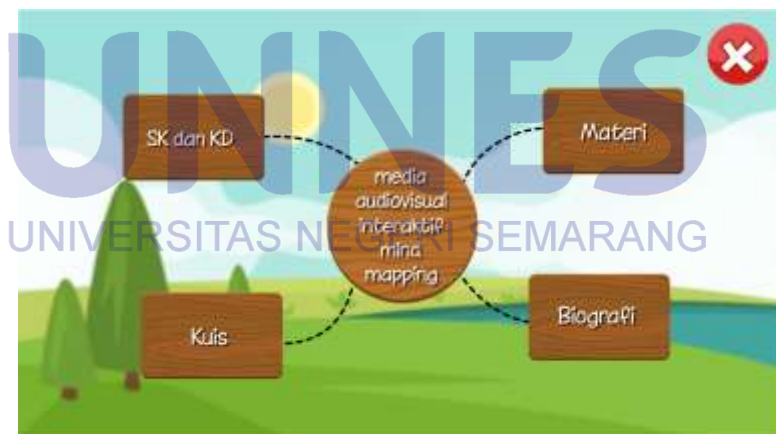 UNNES
SK dan KD
Materi
media
audiovisual
interaktif
mind
mapping
UNIVERSITAS NEGERI SEMARANG
Kuis
Biografi